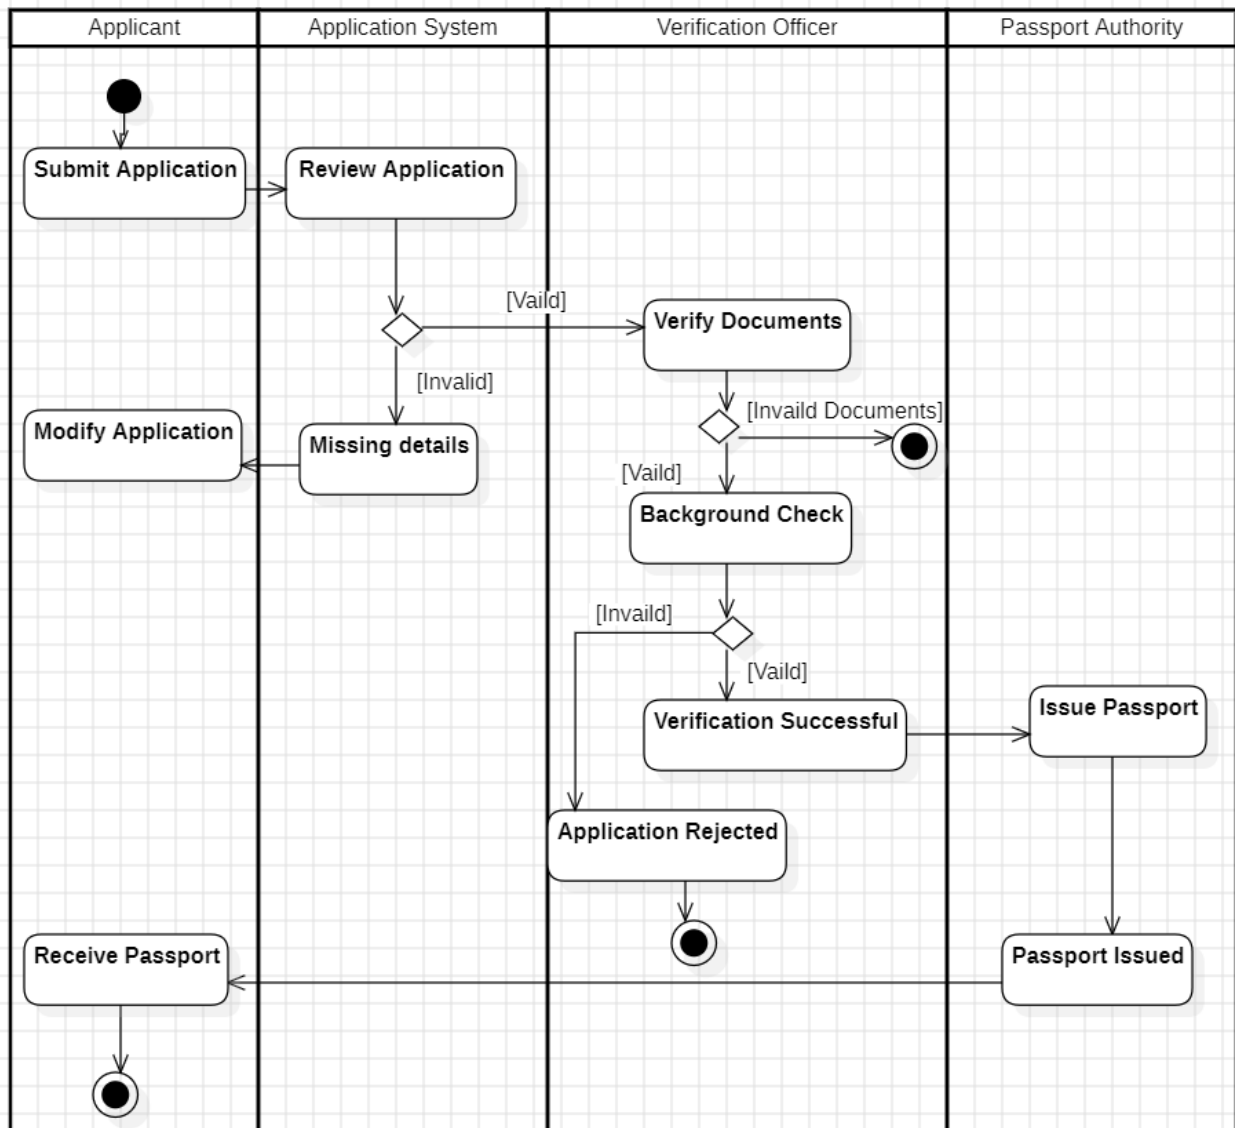 Applicant
Application System
Verification Officer
Passport Authority
Submit Application
Review Application
[Vaild]
Verify Documents
[Invalid]
[Invaild Documents]
Modify Application
Missing details
[Vaild]
Background Check
[Invaild]
[Vaild]
Verification Successful
Issue Passport
Application Rejected
Receive Passport
Passport Issued